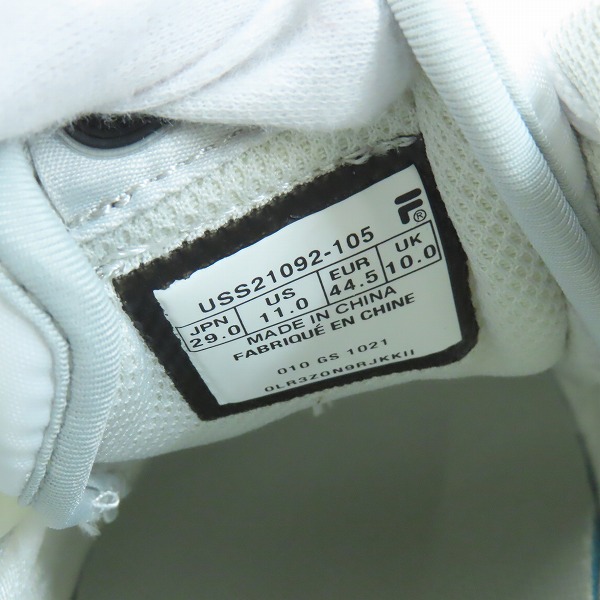 F®
USS21092-105
JPN US EUR UK
29.0 11.0 44.5 10.0
MADE IN CHINA
FABRIQUÉ EN CHINE
010 GS 1021
0LR3Z0N9RJKKII